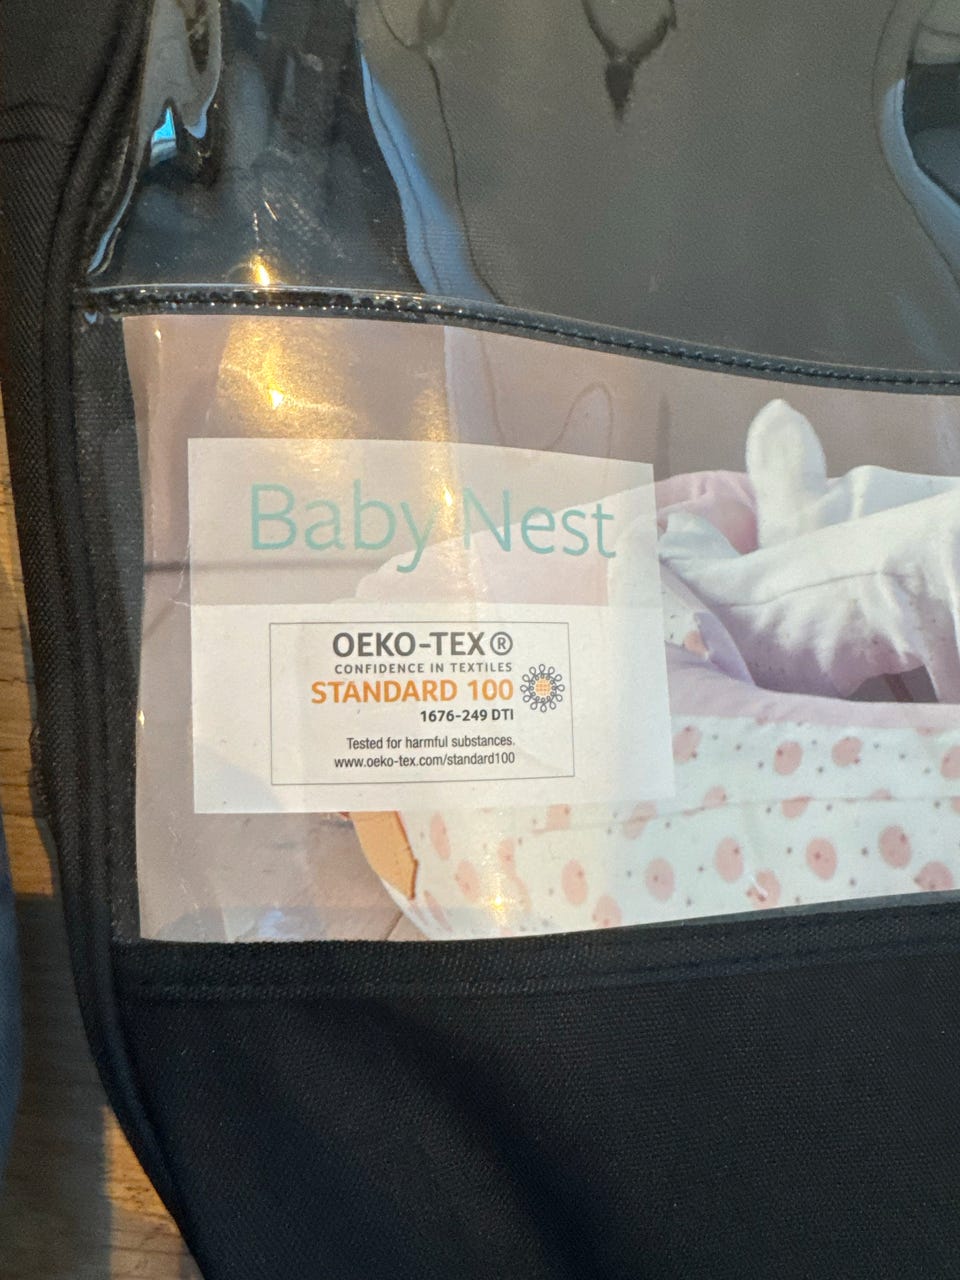 Baby Nest
OEKO-TEX®
CONFIDENCE IN TEXTILES
STANDARD 100
1676-249 DTI
Tested for harmful substances.
www.oeko-tex.com/standard100